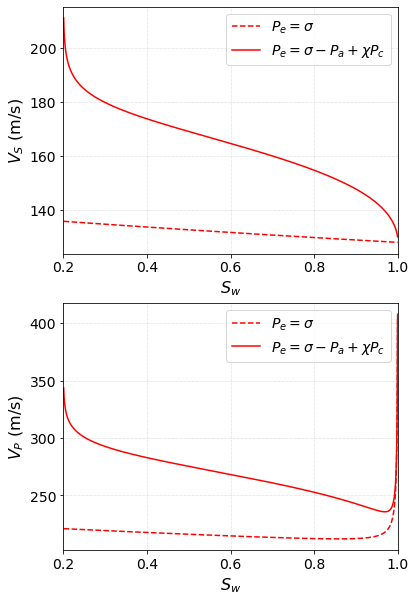 200
180
160
140
V_S (m/s)
P_e = σ
P_e = σ − P_a + χP_c
0.2 0.4 0.6 0.8 1.0
S_w
400
350
300
250
V_P (m/s)
P_e = σ
P_e = σ − P_a + χP_c
0.2 0.4 0.6 0.8 1.0
S_w